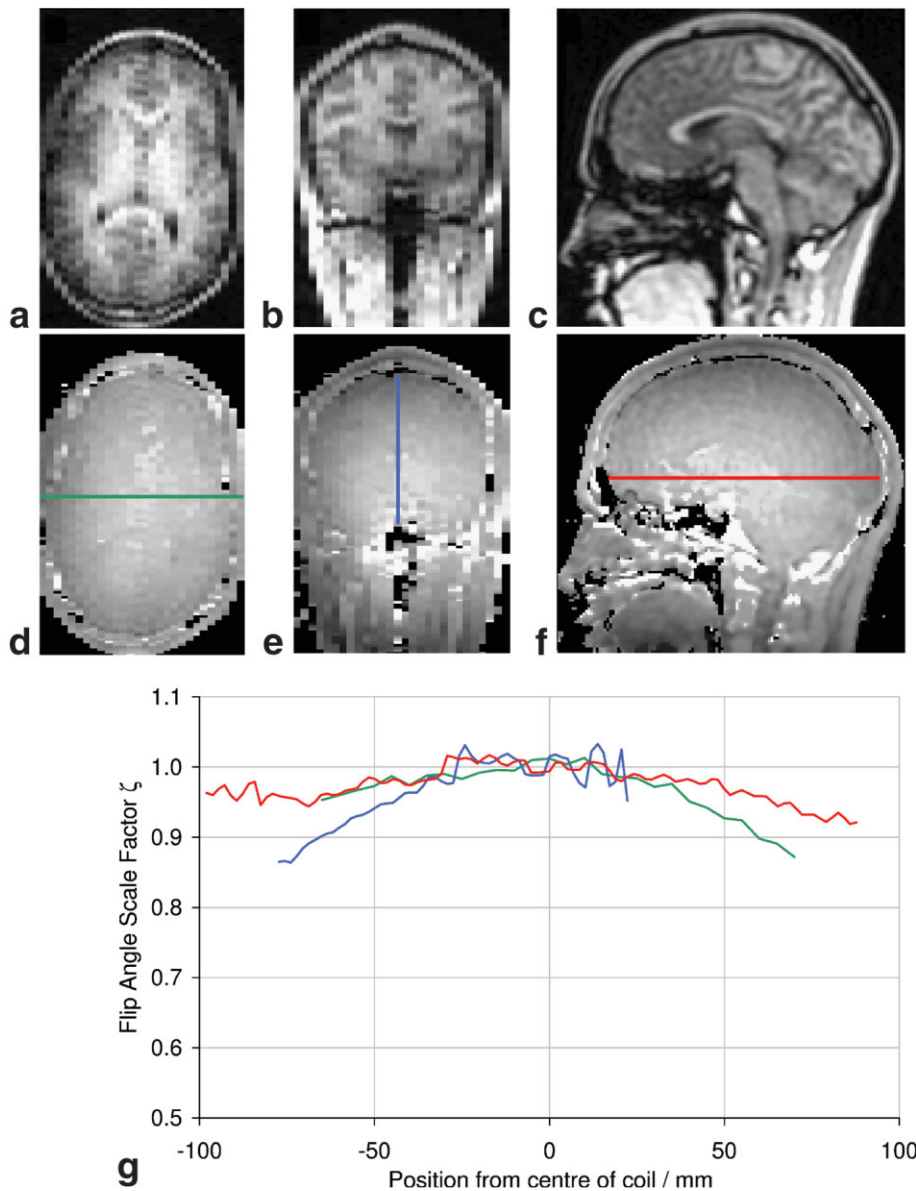 a
b
c
d
e
f
1.1
1.0
0.9
0.8
0.7
0.6
0.5
Flip Angle Scale Factor ζ
-100
-50
0
50
100
g
Position from centre of coil / mm